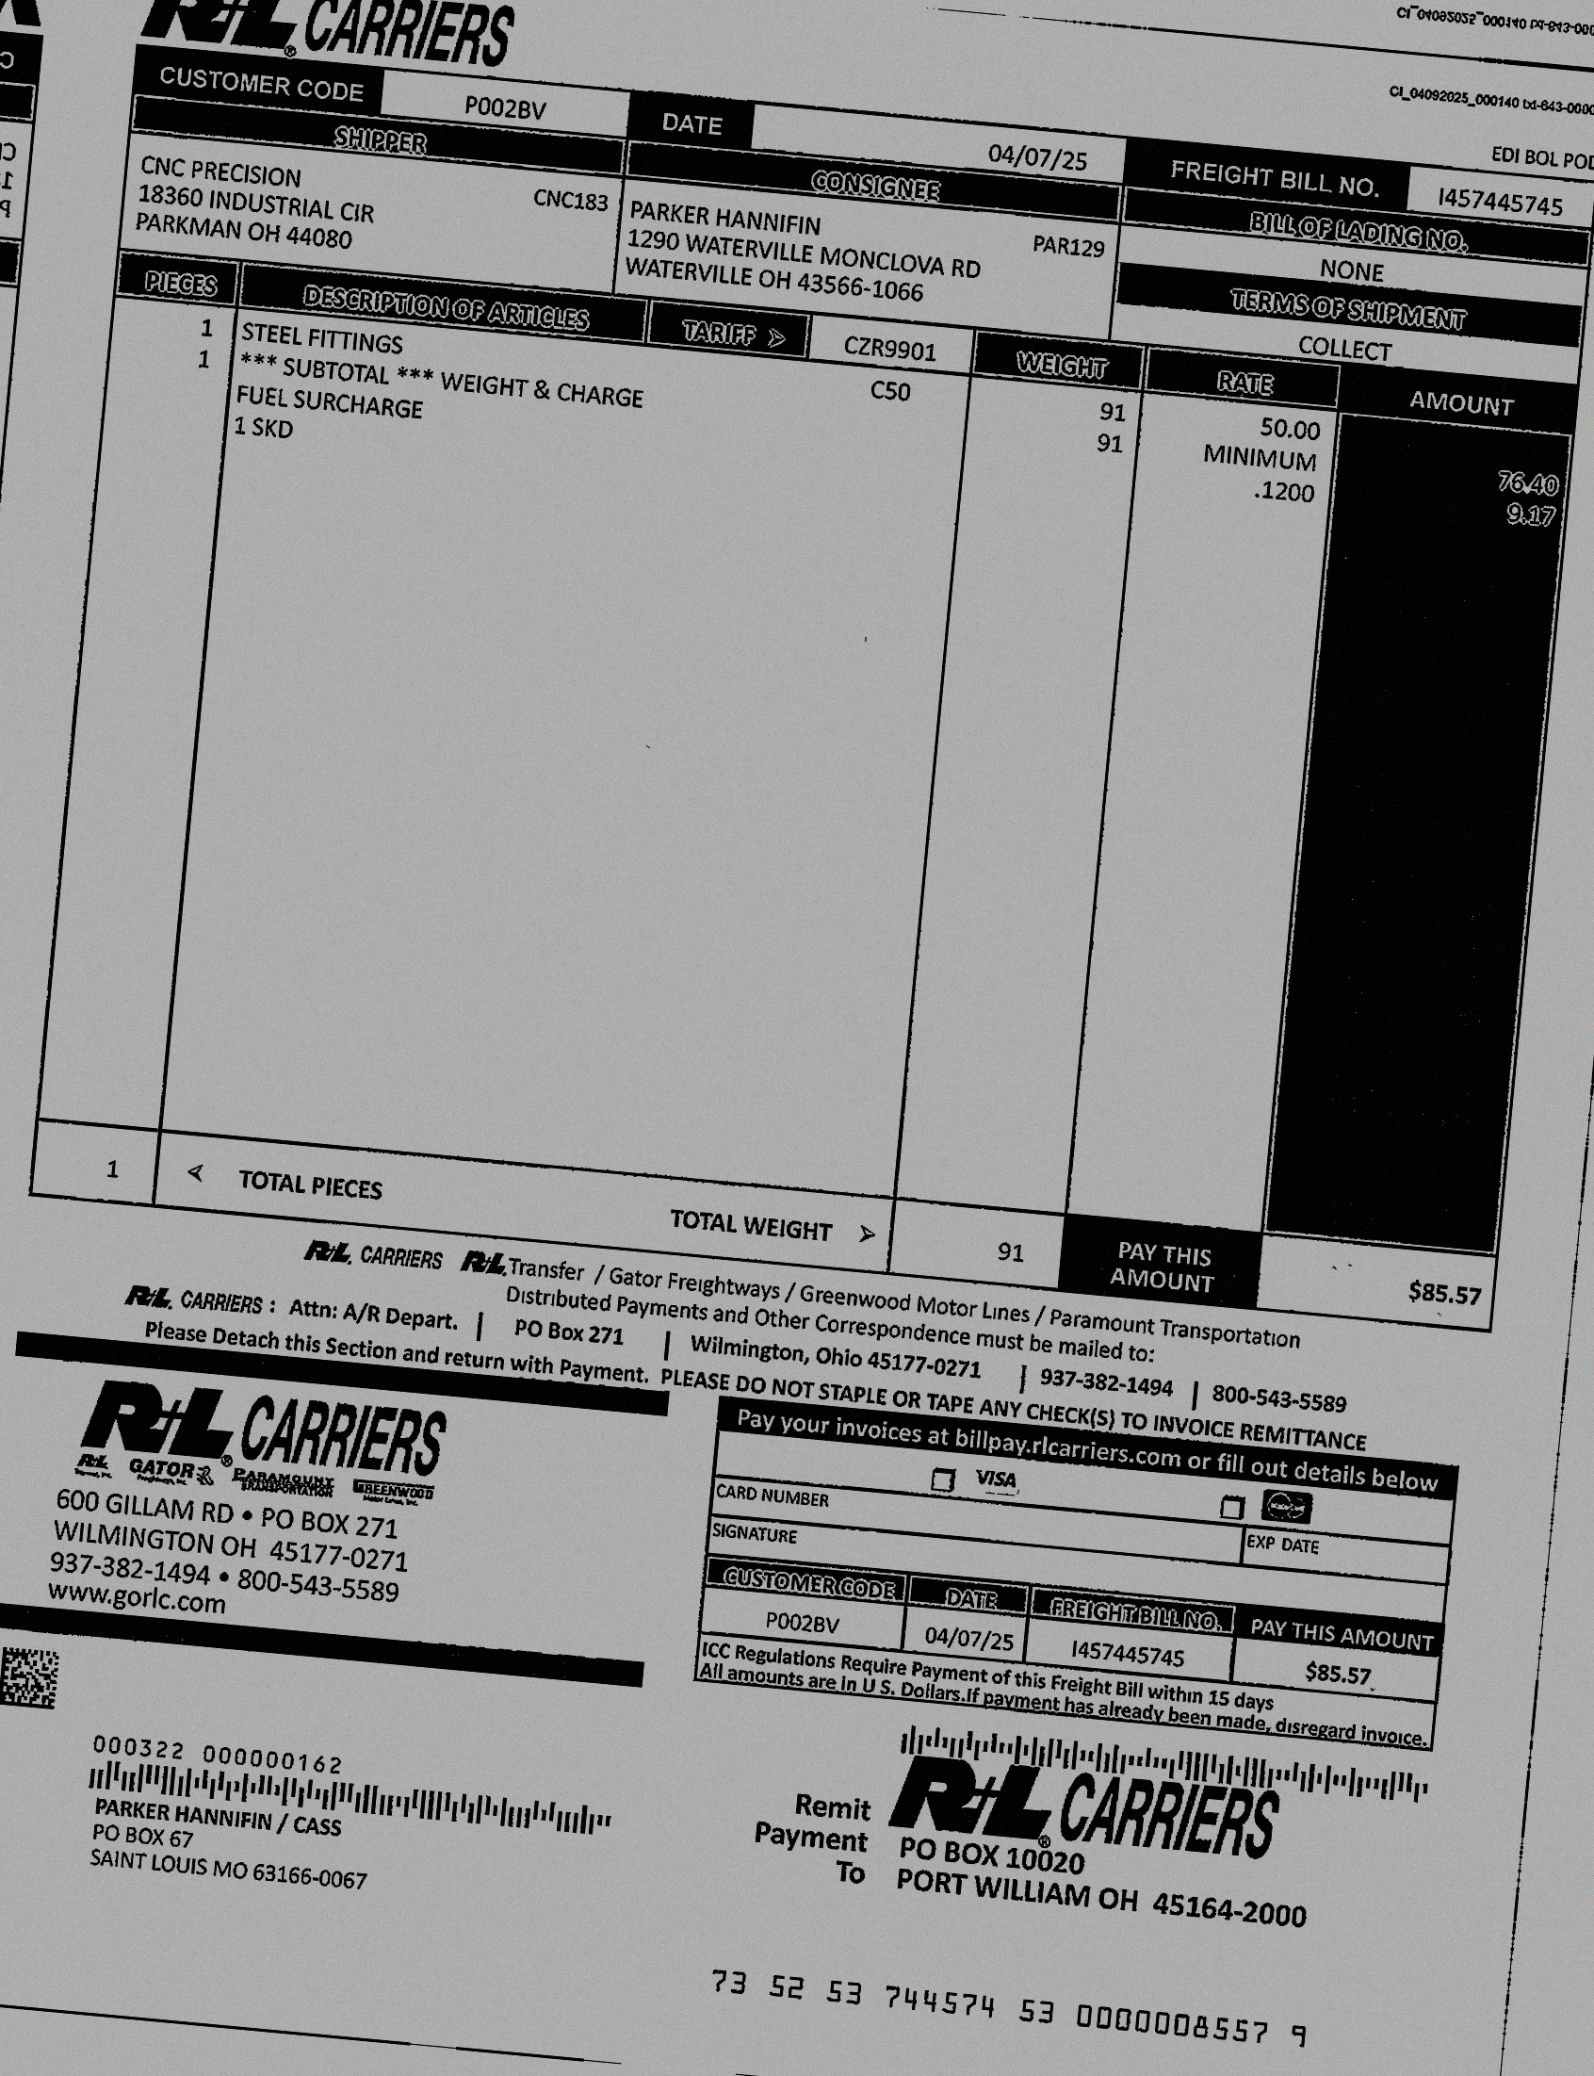 R+L CARRIERS
CI_04092025_000140 txt-643-000
EDI BOL POD
CUSTOMER CODE P002BV DATE 04/07/25 FREIGHT BILL NO. I457445745
SHIPPER
CNC PRECISION CNC183
18360 INDUSTRIAL CIR
PARKMAN OH 44080
CONSIGNEE
PARKER HANNIFIN PAR129
1290 WATERVILLE MONCLOVA RD
WATERVILLE OH 43566-1066
BILL OF LADING NO.
NONE
TERMS OF SHIPMENT
COLLECT
PIECES DESCRIPTION OF ARTICLES TARIFF > CZR9901 WEIGHT RATE AMOUNT
1 STEEL FITTINGS C50 91 50.00
1 *** SUBTOTAL *** WEIGHT & CHARGE 91 MINIMUM 76.40
FUEL SURCHARGE .1200 9.17
1 SKD
1 < TOTAL PIECES TOTAL WEIGHT > 91 PAY THIS AMOUNT $85.57
R+L CARRIERS R+L Transfer / Gator Freightways / Greenwood Motor Lines / Paramount Transportation
Distributed Payments and Other Correspondence must be mailed to:
R+L CARRIERS : Attn: A/R Depart. | PO Box 271 | Wilmington, Ohio 45177-0271 | 937-382-1494 | 800-543-5589
Please Detach this Section and return with Payment. PLEASE DO NOT STAPLE OR TAPE ANY CHECK(S) TO INVOICE REMITTANCE
R+L CARRIERS
R+L GATOR PARAMOUNT TRANSPORTATION GREENWOOD
600 GILLAM RD • PO BOX 271
WILMINGTON OH 45177-0271
937-382-1494 • 800-543-5589
www.gorlc.com
Pay your invoices at billpay.rlcarriers.com or fill out details below
VISA
CARD NUMBER
SIGNATURE EXP DATE
CUSTOMER CODE DATE FREIGHT BILL NO. PAY THIS AMOUNT
P002BV 04/07/25 I457445745 $85.57
ICC Regulations Require Payment of this Freight Bill within 15 days
All amounts are in U S. Dollars.If payment has already been made, disregard invoice.
000322 000000162
PARKER HANNIFIN / CASS
PO BOX 67
SAINT LOUIS MO 63166-0067
Remit Payment To
R+L CARRIERS
PO BOX 10020
PORT WILLIAM OH 45164-2000
73 52 53 744574 53 0000008557 9